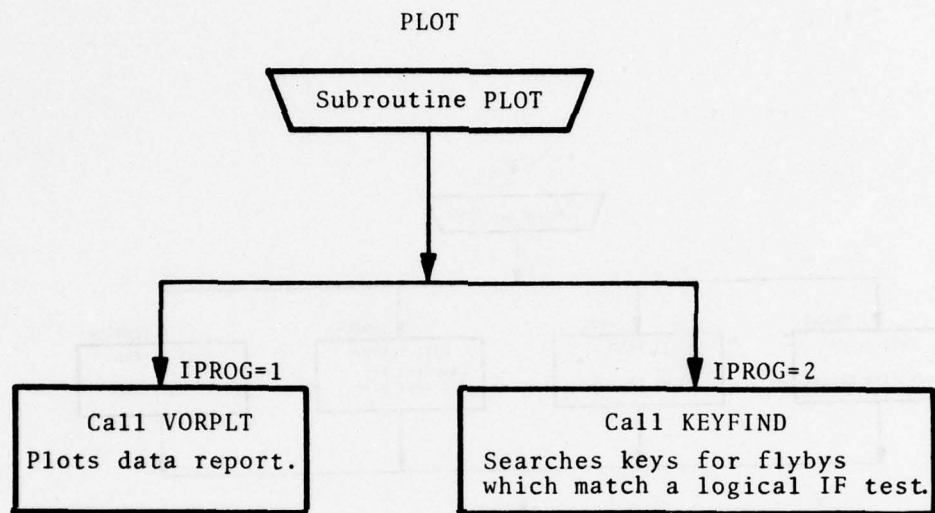 PLOT
Subroutine PLOT
IPROG=1
IPROG=2
Call VORPLT
Plots data report.
Call KEYFIND
Searches keys for flybys
which match a logical IF test.